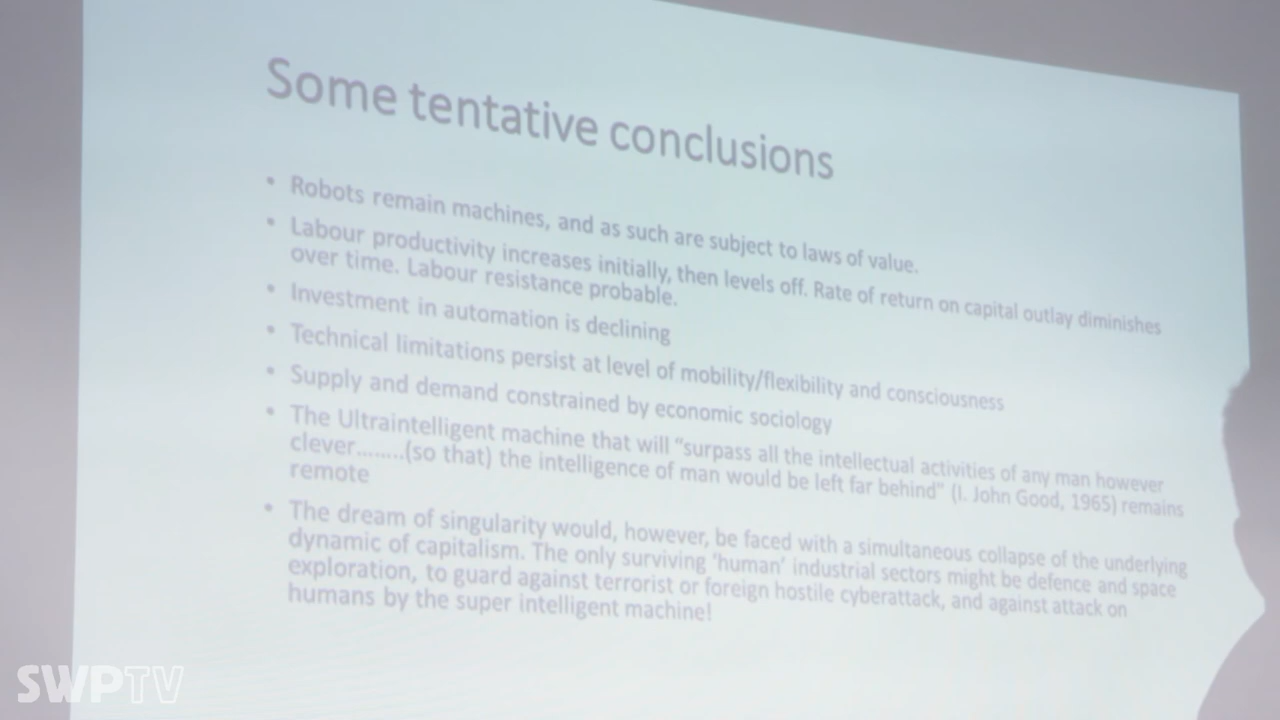 Some tentative conclusions
• Robots remain machines, and as such are subject to laws of value.
• Labour productivity increases initially, then levels off. Rate of return on capital outlay diminishes
over time. Labour resistance probable.
• Investment in automation is declining
• Technical limitations persist at level of mobility/flexibility and consciousness
• Supply and demand constrained by economic sociology
• The Ultraintelligent machine that will “surpass all the intellectual activities of any man however
clever........(so that) the intelligence of man would be left far behind” (I. John Good, 1965) remains
remote
• The dream of singularity would, however, be faced with a simultaneous collapse of the underlying
dynamic of capitalism. The only surviving ‘human’ industrial sectors might be defence and space
exploration, to guard against terrorist or foreign hostile cyberattack, and against attack on
humans by the super intelligent machine!
SWPTV